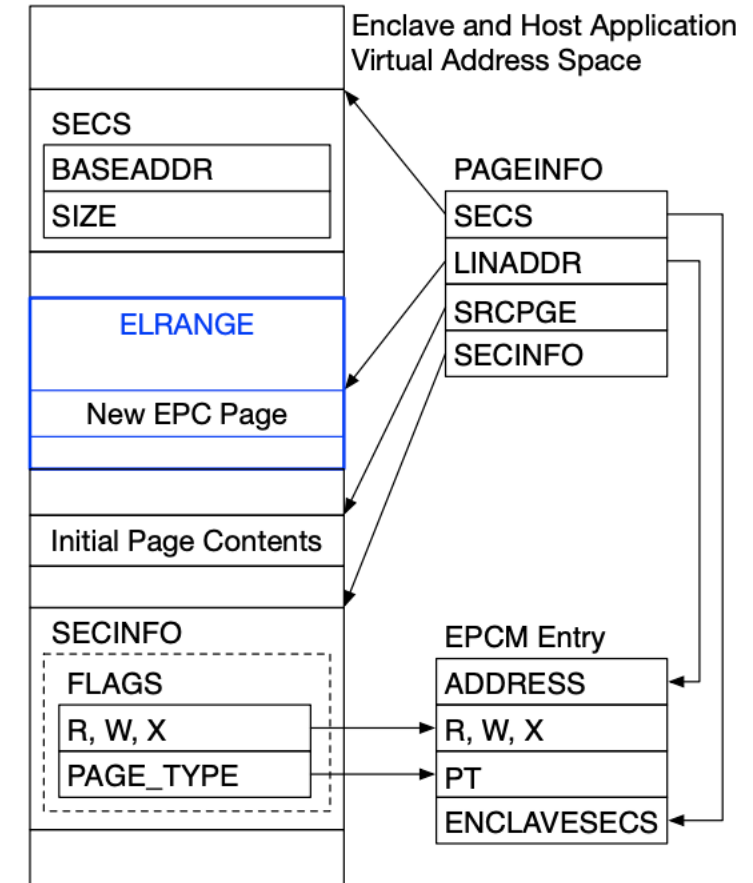 Enclave and Host Application
Virtual Address Space
SECS
BASEADDR
SIZE
ELRANGE
New EPC Page
Initial Page Contents
SECINFO
FLAGS
R, W, X
PAGE_TYPE
PAGEINFO
SECS
LINADDR
SRCPGE
SECINFO
EPCM Entry
ADDRESS
R, W, X
PT
ENCLAVESECS